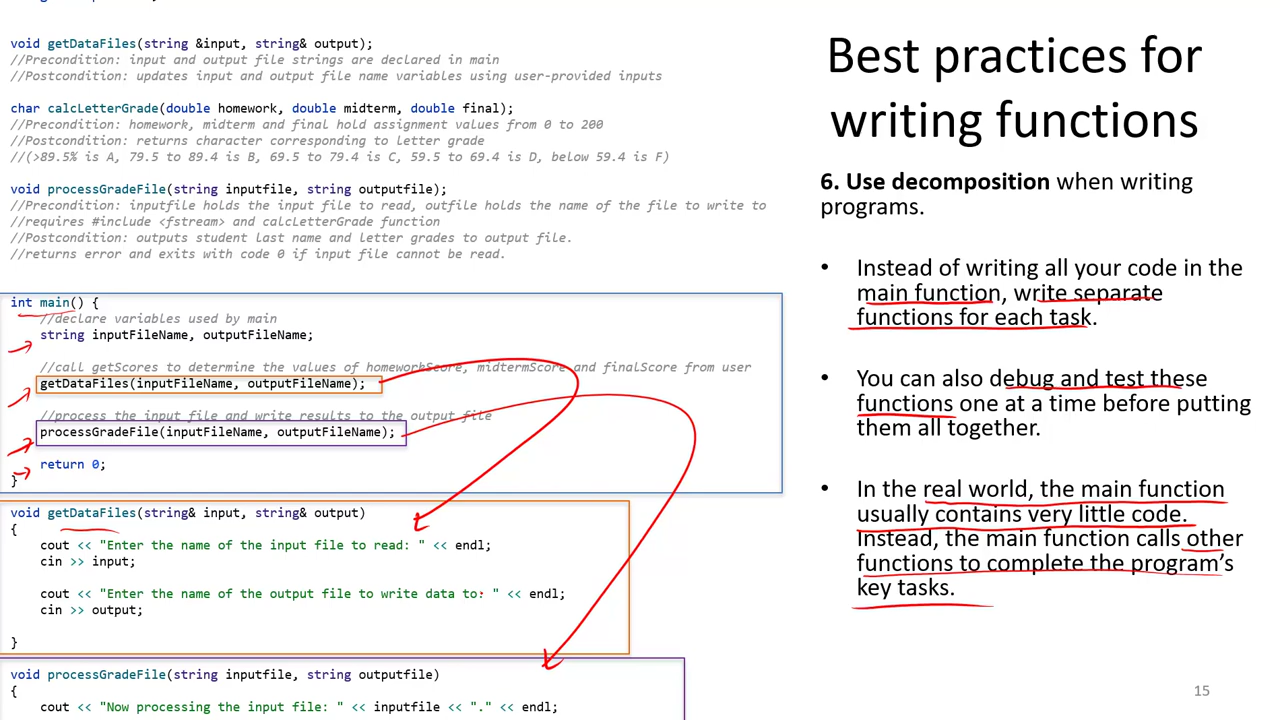 void getDataFiles(string &input, string& output);
//Precondition: input and output file strings are declared in main
//Postcondition: updates input and output file name variables using user-provided inputs
char calcLetterGrade(double homework, double midterm, double final);
//Precondition: homework, midterm and final hold assignment values from 0 to 200
//Postcondition: returns character corresponding to letter grade
//(>89.5% is A, 79.5 to 89.4 is B, 69.5 to 79.4 is C, 59.5 to 69.4 is D, below 59.4 is F)
void processGradeFile(string inputfile, string outputfile);
//Precondition: inputfile holds the input file to read, outfile holds the name of the file to write to
//requires #include <fstream> and calcLetterGrade function
//Postcondition: outputs student last name and letter grades to output file.
//returns error and exits with code 0 if input file cannot be read.
int main() {
//declare variables used by main
string inputFileName, outputFileName;
//call getScores to determine the values of homeworkScore, midtermScore and finalScore from user
getDataFiles(inputFileName, outputFileName);
//process the input file and write results to the output file
processGradeFile(inputFileName, outputFileName);
return 0;
}
void getDataFiles(string& input, string& output)
{
cout << "Enter the name of the input file to read: " << endl;
cin >> input;
cout << "Enter the name of the output file to write data to: " << endl;
cin >> output;
}
void processGradeFile(string inputfile, string outputfile)
{
cout << "Now processing the input file: " << inputfile << "." << endl;
Best practices for
writing functions
6. Use decomposition when writing
programs.
• Instead of writing all your code in the
main function, write separate
functions for each task.
• You can also debug and test these
functions one at a time before putting
them all together.
• In the real world, the main function
usually contains very little code.
Instead, the main function calls other
functions to complete the program's
key tasks.
15